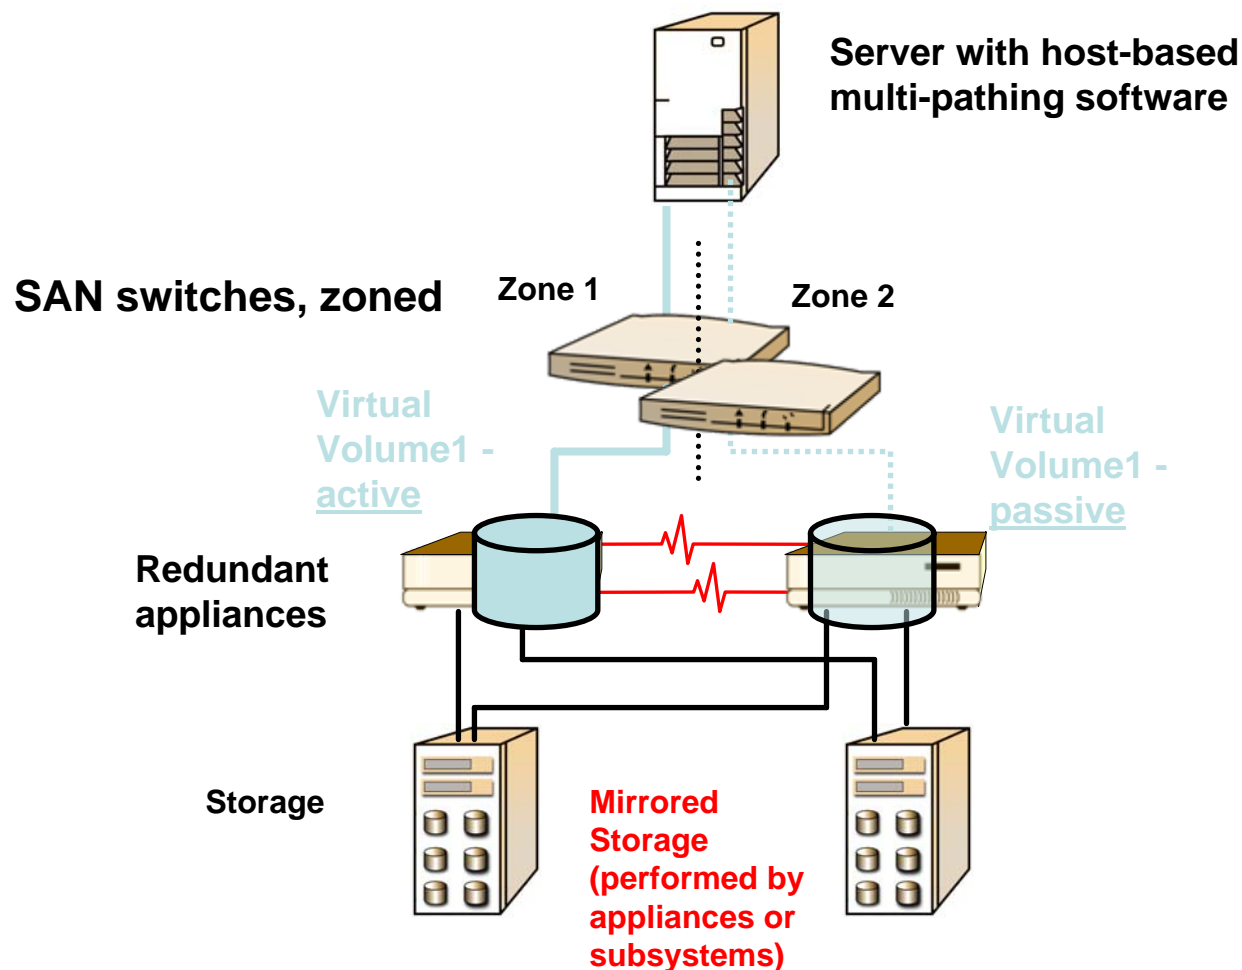 Server with host-based
multi-pathing software
SAN switches, zoned
Zone 1
Zone 2
Virtual
Volume1 -
active
Virtual
Volume1 -
passive
Redundant
appliances
Storage
Mirrored
Storage
(performed by
appliances or
subsystems)